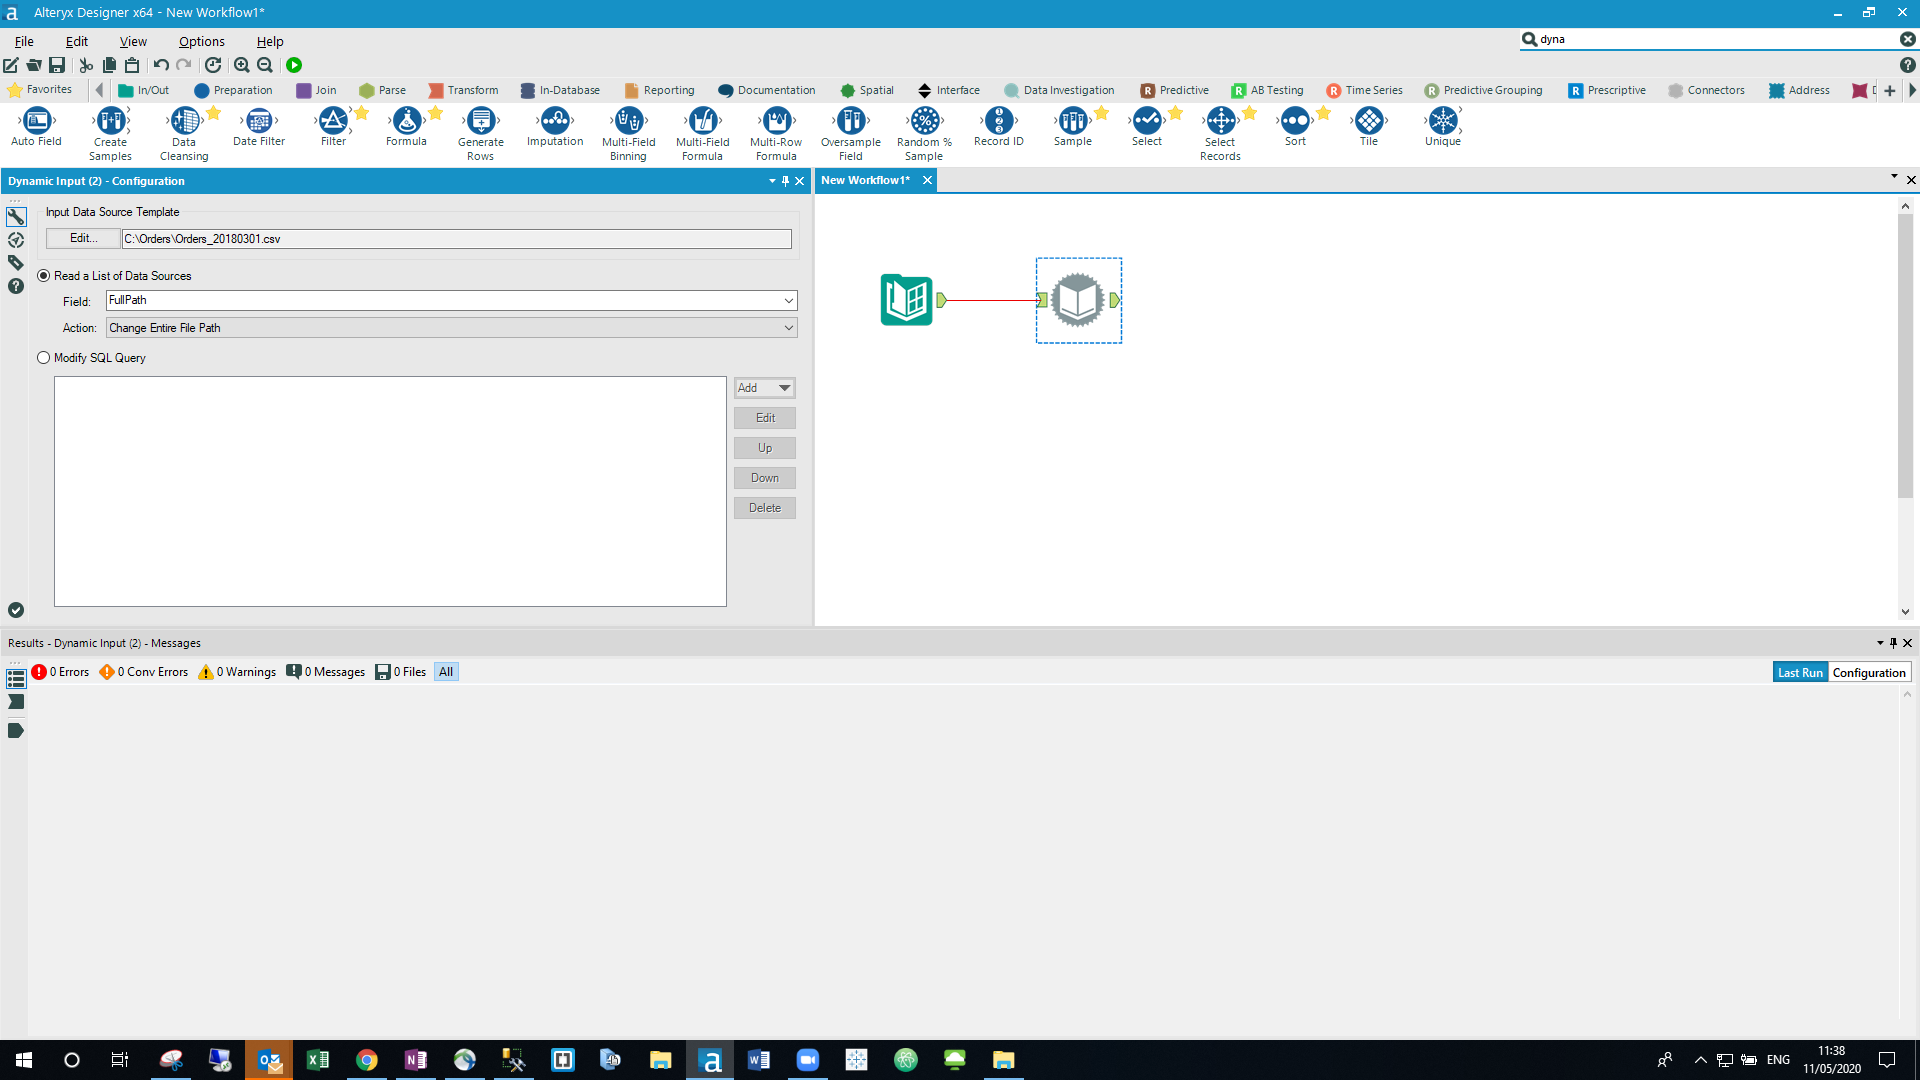 Alteryx Designer x64 - New Workflow1*
File Edit View Options Help
dyna
Favorites In/Out Preparation Join Parse Transform In-Database Reporting Documentation Spatial Interface Data Investigation Predictive AB Testing Time Series Predictive Grouping Prescriptive Connectors Address
Auto Field
Create Samples
Data Cleansing
Date Filter
Filter
Formula
Generate Rows
Imputation
Multi-Field Binning
Multi-Field Formula
Multi-Row Formula
Oversample Field
Random % Sample
Record ID
Sample
Select
Select Records
Sort
Tile
Unique
Dynamic Input (2) - Configuration
New Workflow1*
Input Data Source Template
Edit... C:\Orders\Orders_20180301.csv
Read a List of Data Sources
Field: FullPath
Action: Change Entire File Path
Modify SQL Query
Add
Edit
Up
Down
Delete
Results - Dynamic Input (2) - Messages
0 Errors 0 Conv Errors 0 Warnings 0 Messages 0 Files All
Last Run Configuration
ENG
11:38
11/05/2020